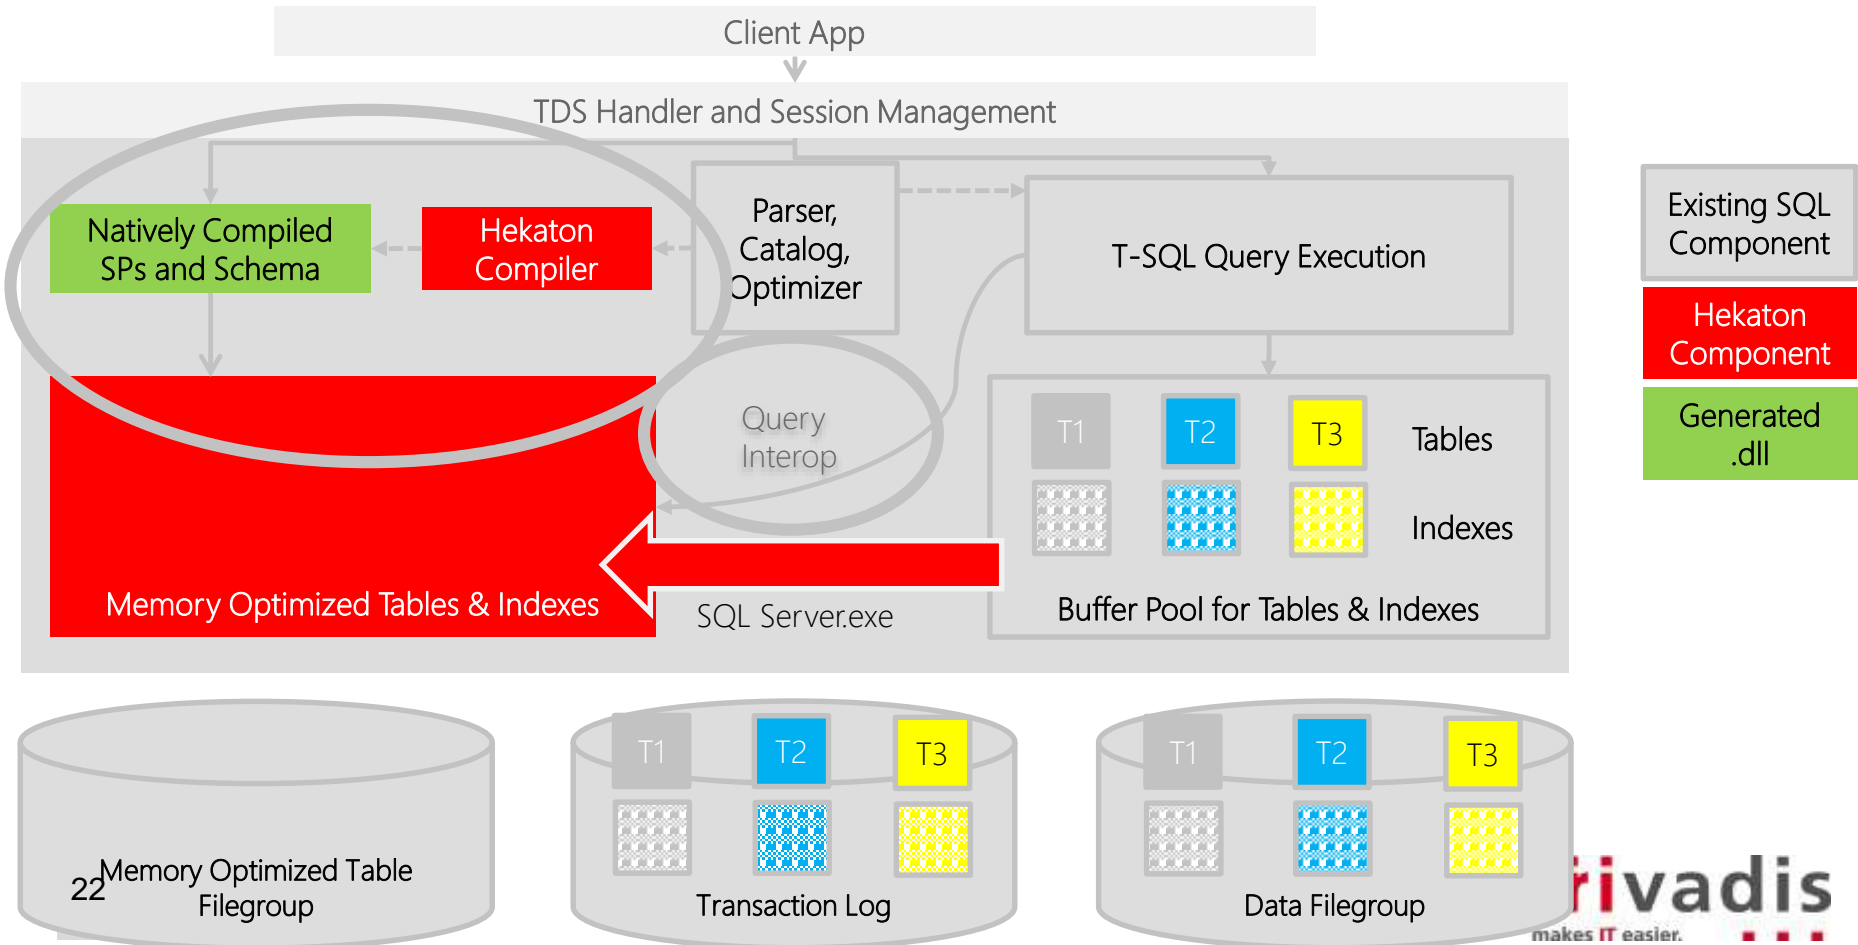 Client App
TDS Handler and Session Management
Natively Compiled
SPs and Schema
Hekaton
Compiler
Parser,
Catalog,
Optimizer
T-SQL Query Execution
Existing SQL
Component
Hekaton
Component
Generated
.dll
Query
Interop
T1
T2
T3
Tables
Indexes
Memory Optimized Tables & Indexes
SQL Server.exe
Buffer Pool for Tables & Indexes
T1
T2
T3
T1
T2
T3
Memory Optimized Table
Filegroup
22
Transaction Log
Data Filegroup
rivadis
makes IT easier.